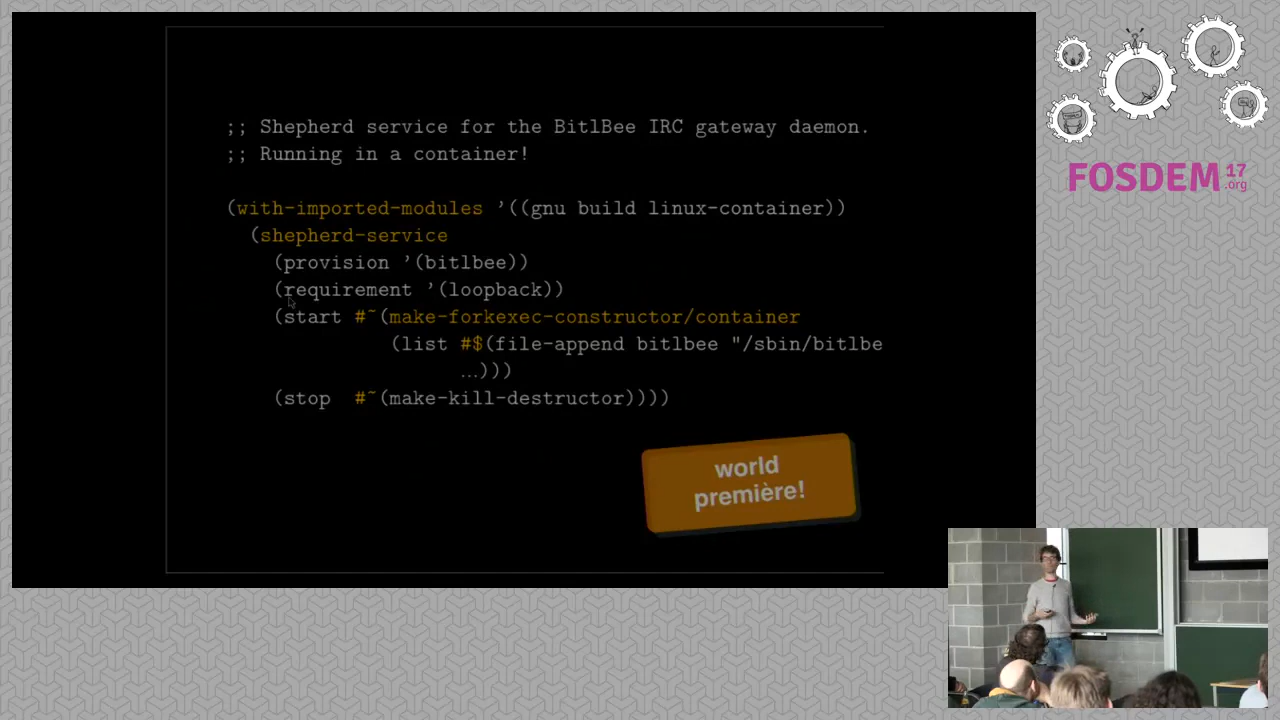 ;; Shepherd service for the BitlBee IRC gateway daemon.
;; Running in a container!
(with-imported-modules '((gnu build linux-container))
(shepherd-service
(provision '(bitlbee))
(requirement '(loopback))
(start #~(make-forkexec-constructor/container
(list #$(file-append bitlbee "/sbin/bitlbe
...)))
(stop #~(make-kill-destructor))))
world
première!
FOSDEM 17
.org